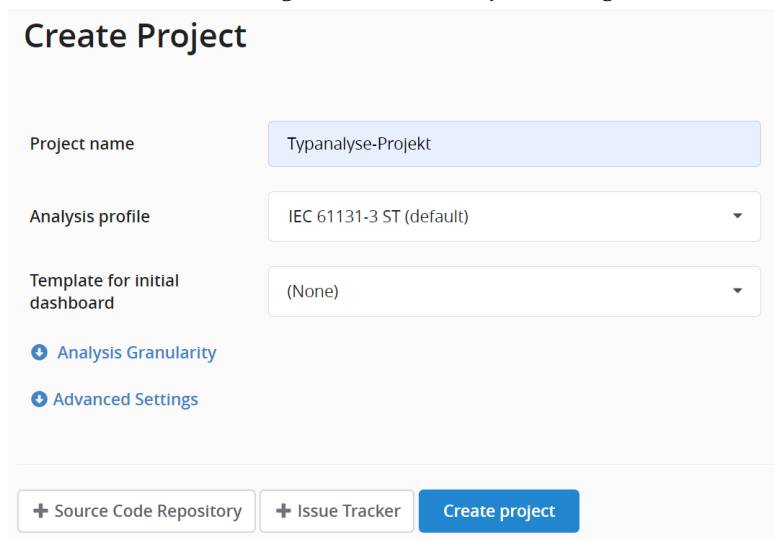 Create Project
Project name
Typanalyse-Projekt
Analysis profile
IEC 61131-3 ST (default)
Template for initial
dashboard
(None)
Analysis Granularity
Advanced Settings
+ Source Code Repository
+ Issue Tracker
Create project